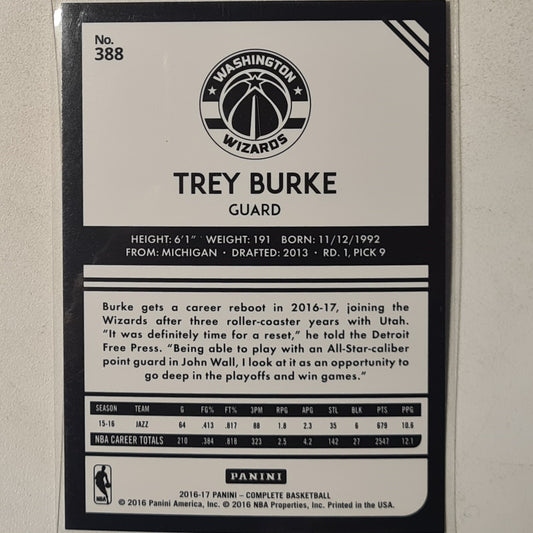 No.
388
WASHINGTON
WIZARDS
TREY BURKE
GUARD
HEIGHT: 6'1" WEIGHT: 191 BORN: 11/12/1992
FROM: MICHIGAN • DRAFTED: 2013 • RD. 1, PICK 9
Burke gets a career reboot in 2016-17, joining the
Wizards after three roller-coaster years with Utah.
"It was definitely time for a reset," he told the Detroit
Free Press. "Being able to play with an All-Star-caliber
point guard in John Wall, I look at it as an opportunity to
go deep in the playoffs and win games."
SEASON TEAM G FG% FT% 3PM RPG APG STL BLK PTS PPG
15-16 JAZZ 64 .413 .817 88 1.8 2.3 35 6 679 10.6
NBA CAREER TOTALS 210 .384 .818 323 2.5 4.2 142 27 2547 12.1
NBA
PANINI
2016-17 PANINI – COMPLETE BASKETBALL
© 2016 Panini America, Inc. © 2016 NBA Properties, Inc. Printed in the USA.